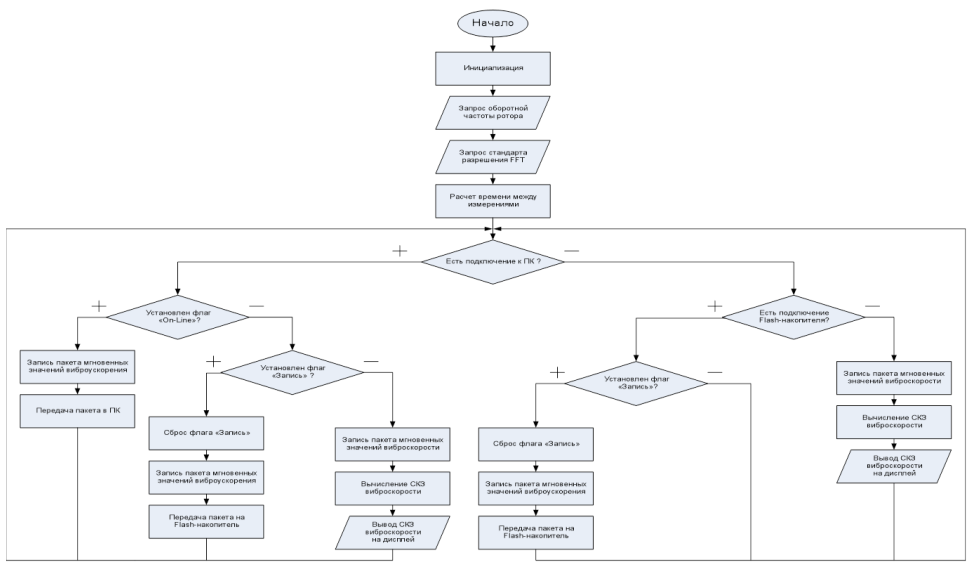 Начало
Инициализация
Запрос оборотной
частоты ротора
Запрос стандарта
разрешения FFT
Расчет времени между
измерениями
+
—
Есть подключение к ПК ?
+
—
Установлен флаг
«On-Line»?
+
—
Есть подключение
Flash-накопителя?
Запись пакета мгновенных
значений виброускорения
Передача пакета в ПК
+
—
Установлен флаг
«Запись» ?
Сброс флага «Запись»
Запись пакета мгновенных
значений виброускорения
Передача пакета на
Flash-накопитель
Запись пакета мгновенных
значений виброскорости
Вычисление СКЗ
виброскорости
Вывод СКЗ
виброскорости
на дисплей
+
—
Установлен флаг
«Запись»?
Сброс флага «Запись»
Запись пакета мгновенных
значений виброускорения
Передача пакета на
Flash-накопитель
Запись пакета мгновенных
значений виброскорости
Вычисление СКЗ
виброскорости
Вывод СКЗ
виброскорости
на дисплей